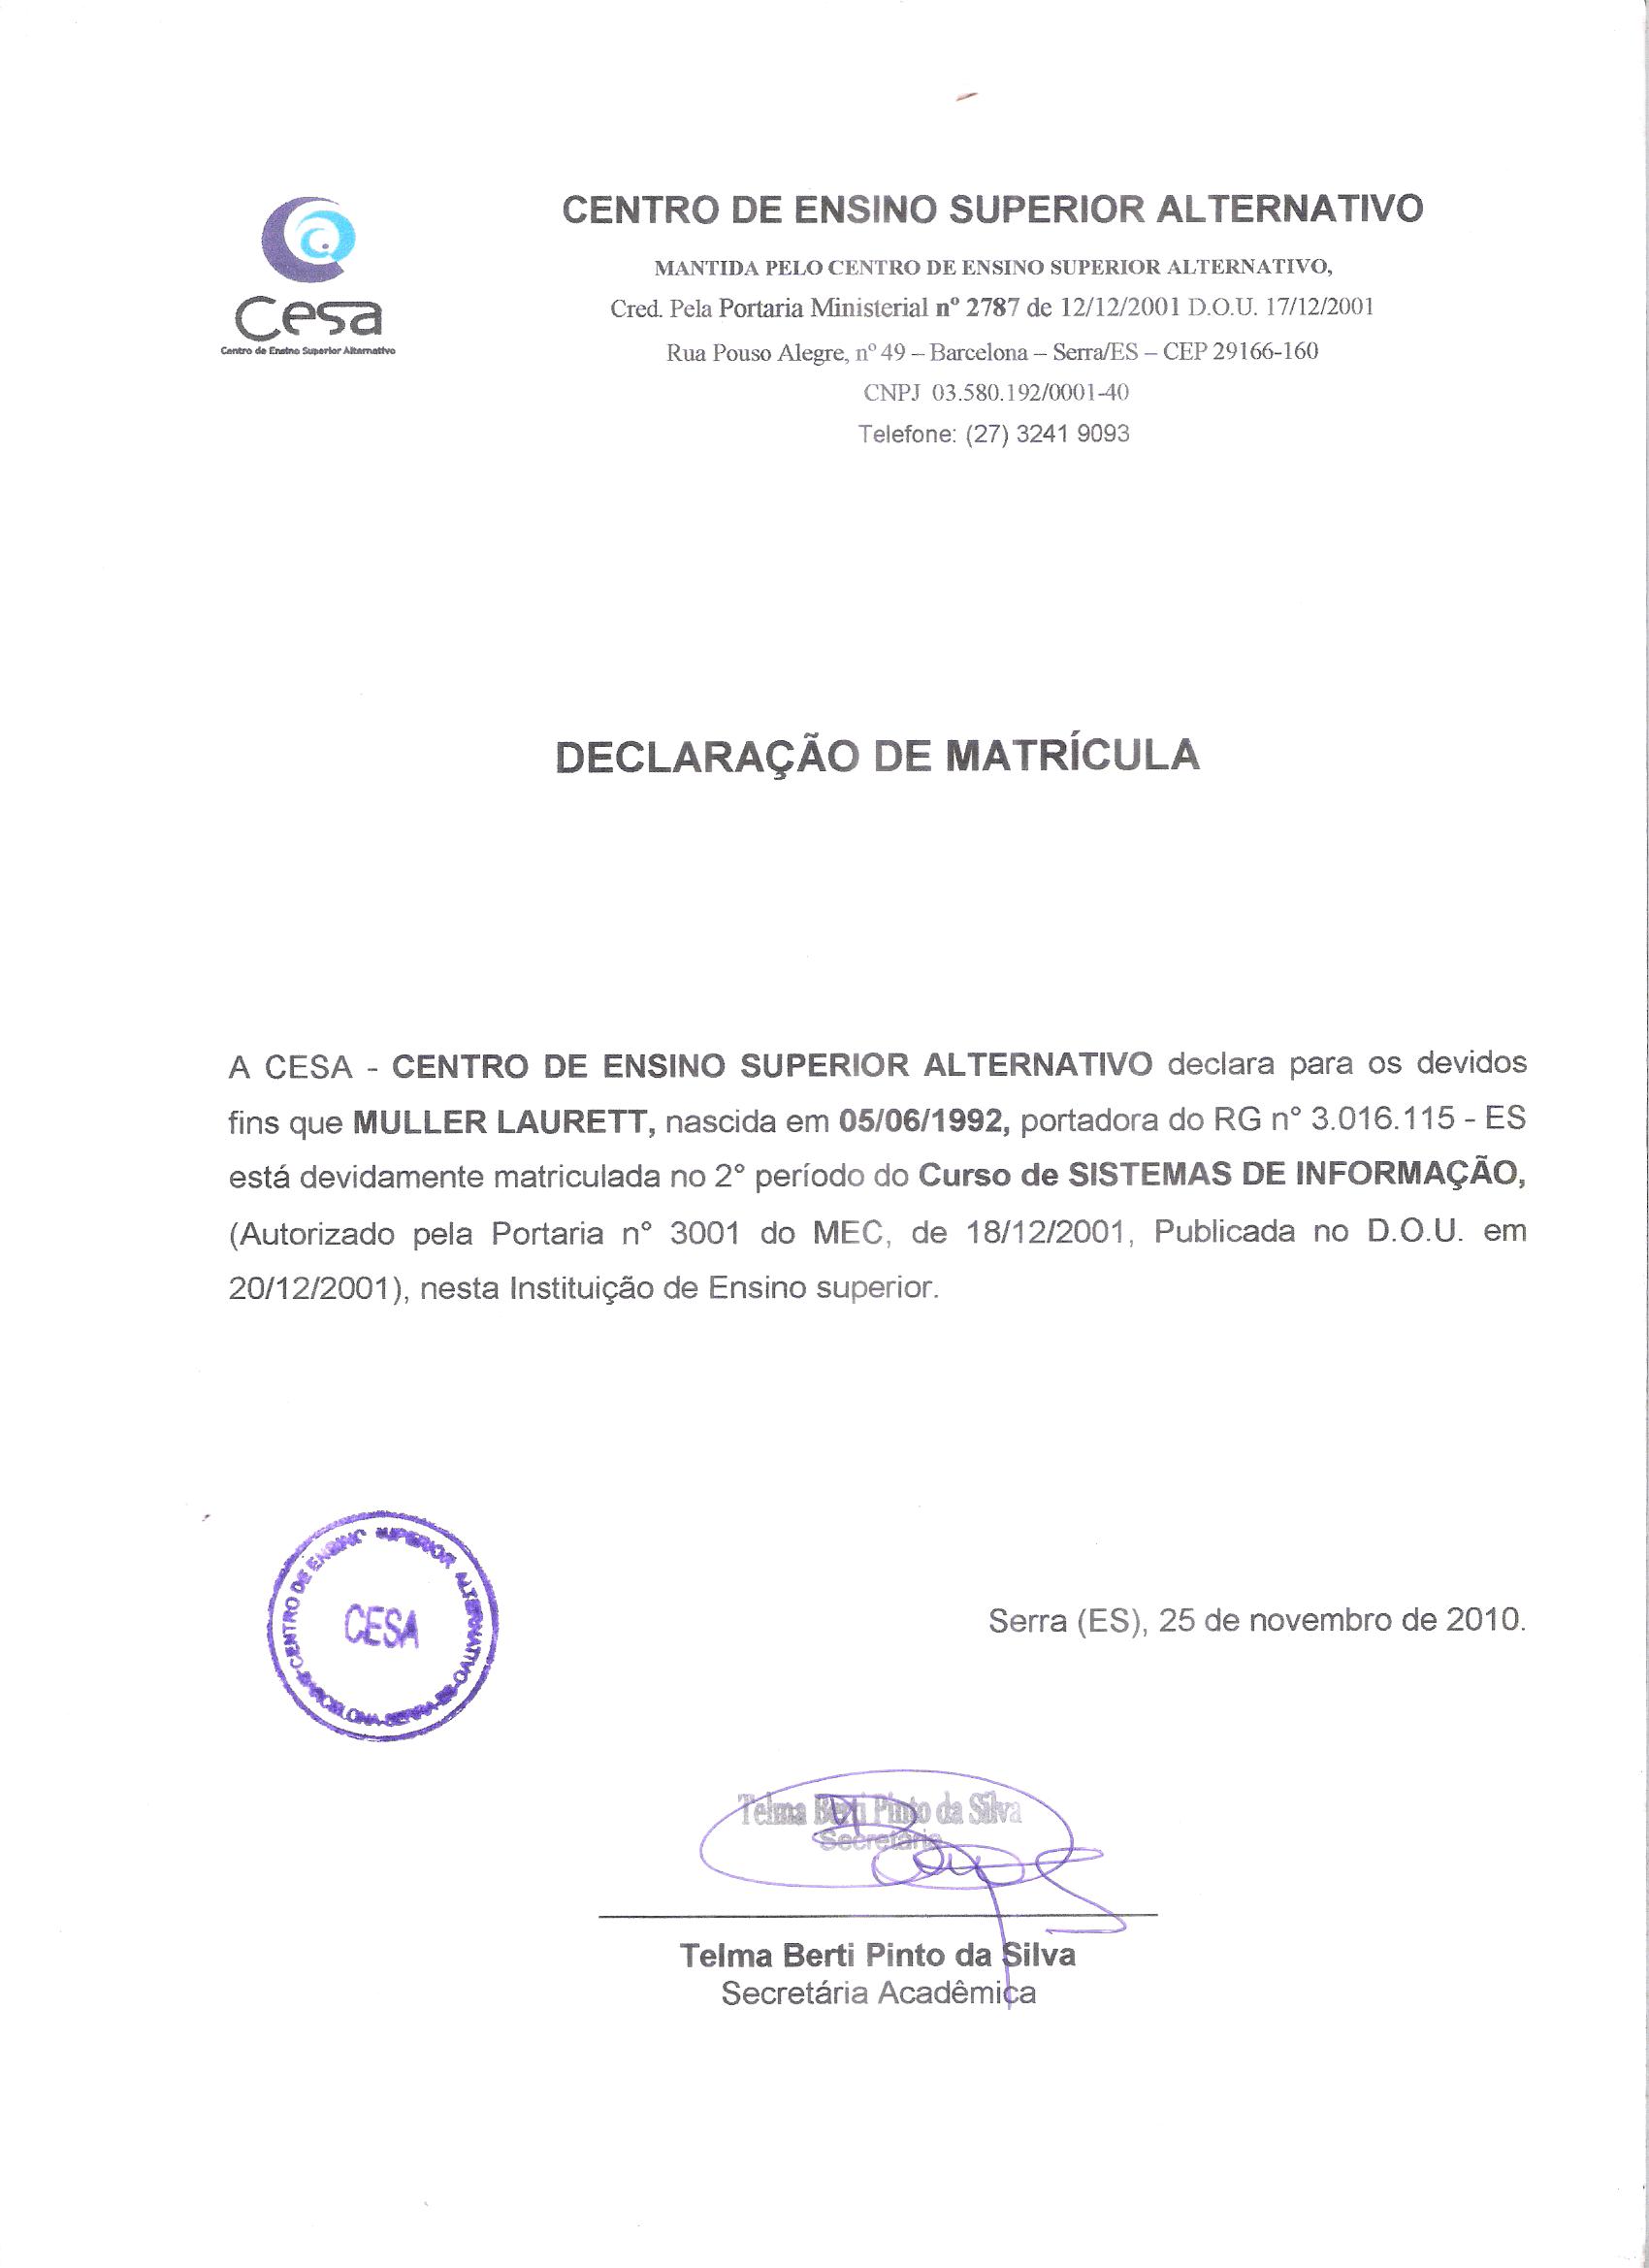 CENTRO DE ENSINO SUPERIOR ALTERNATIVO
MANTIDA PELO CENTRO DE ENSINO SUPERIOR ALTERNATIVO,
Cred. Pela Portaria Ministerial nº 2787 de 12/12/2001 D.O.U. 17/12/2001
Rua Pouso Alegre, nº 49 – Barcelona – Serra/ES – CEP 29166-160
CNPJ 03.580.192/0001-40
Telefone: (27) 3241 9093
Cesa
Centro de Ensino Superior Alternativo
DECLARAÇÃO DE MATRÍCULA
A CESA - CENTRO DE ENSINO SUPERIOR ALTERNATIVO declara para os devidos
fins que MULLER LAURETT, nascida em 05/06/1992, portadora do RG n° 3.016.115 - ES
está devidamente matriculada no 2° período do Curso de SISTEMAS DE INFORMAÇÃO,
(Autorizado pela Portaria n° 3001 do MEC, de 18/12/2001, Publicada no D.O.U. em
20/12/2001), nesta Instituição de Ensino superior.
CENTRO DE ENSINO SUPERIOR ALTERNATIVO-BARCELONA-SERRA-ES-
CESA
Serra (ES), 25 de novembro de 2010.
Telma Berti Pinto da Silva
Secretária
Telma Berti Pinto da Silva
Secretária Acadêmica